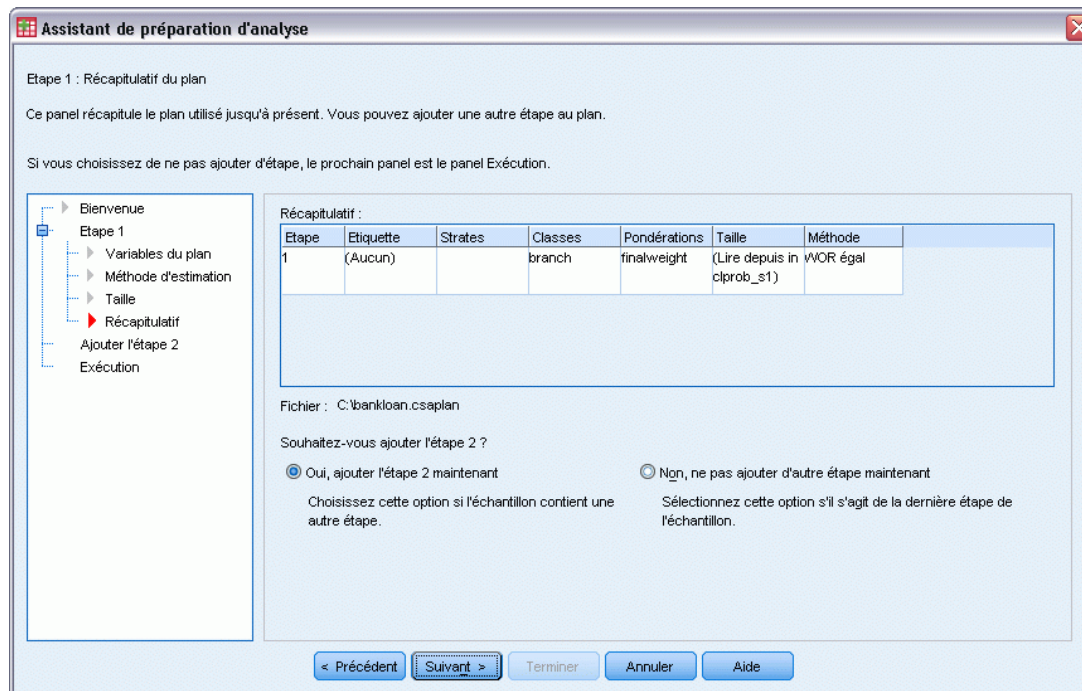 Assistant de préparation d'analyse
Etape 1 : Récapitulatif du plan
Ce panel récapitule le plan utilisé jusqu'à présent. Vous pouvez ajouter une autre étape au plan.
Si vous choisissez de ne pas ajouter d'étape, le prochain panel est le panel Exécution.
Bienvenue
Etape 1
Variables du plan
Méthode d'estimation
Taille
Récapitulatif
Ajouter l'étape 2
Exécution
Récapitulatif :
Etape Etiquette Strates Classes Pondérations Taille Méthode
1 (Aucun) branch finalweight (Lire depuis in WOR égal
clprob_s1)
Fichier : C:\bankloan.csaplan
Souhaitez-vous ajouter l'étape 2 ?
Oui, ajouter l'étape 2 maintenant
Choisissez cette option si l'échantillon contient une
autre étape.
Non, ne pas ajouter d'autre étape maintenant
Sélectionnez cette option s'il s'agit de la dernière étape de
l'échantillon.
< Précédent Suivant > Terminer Annuler Aide